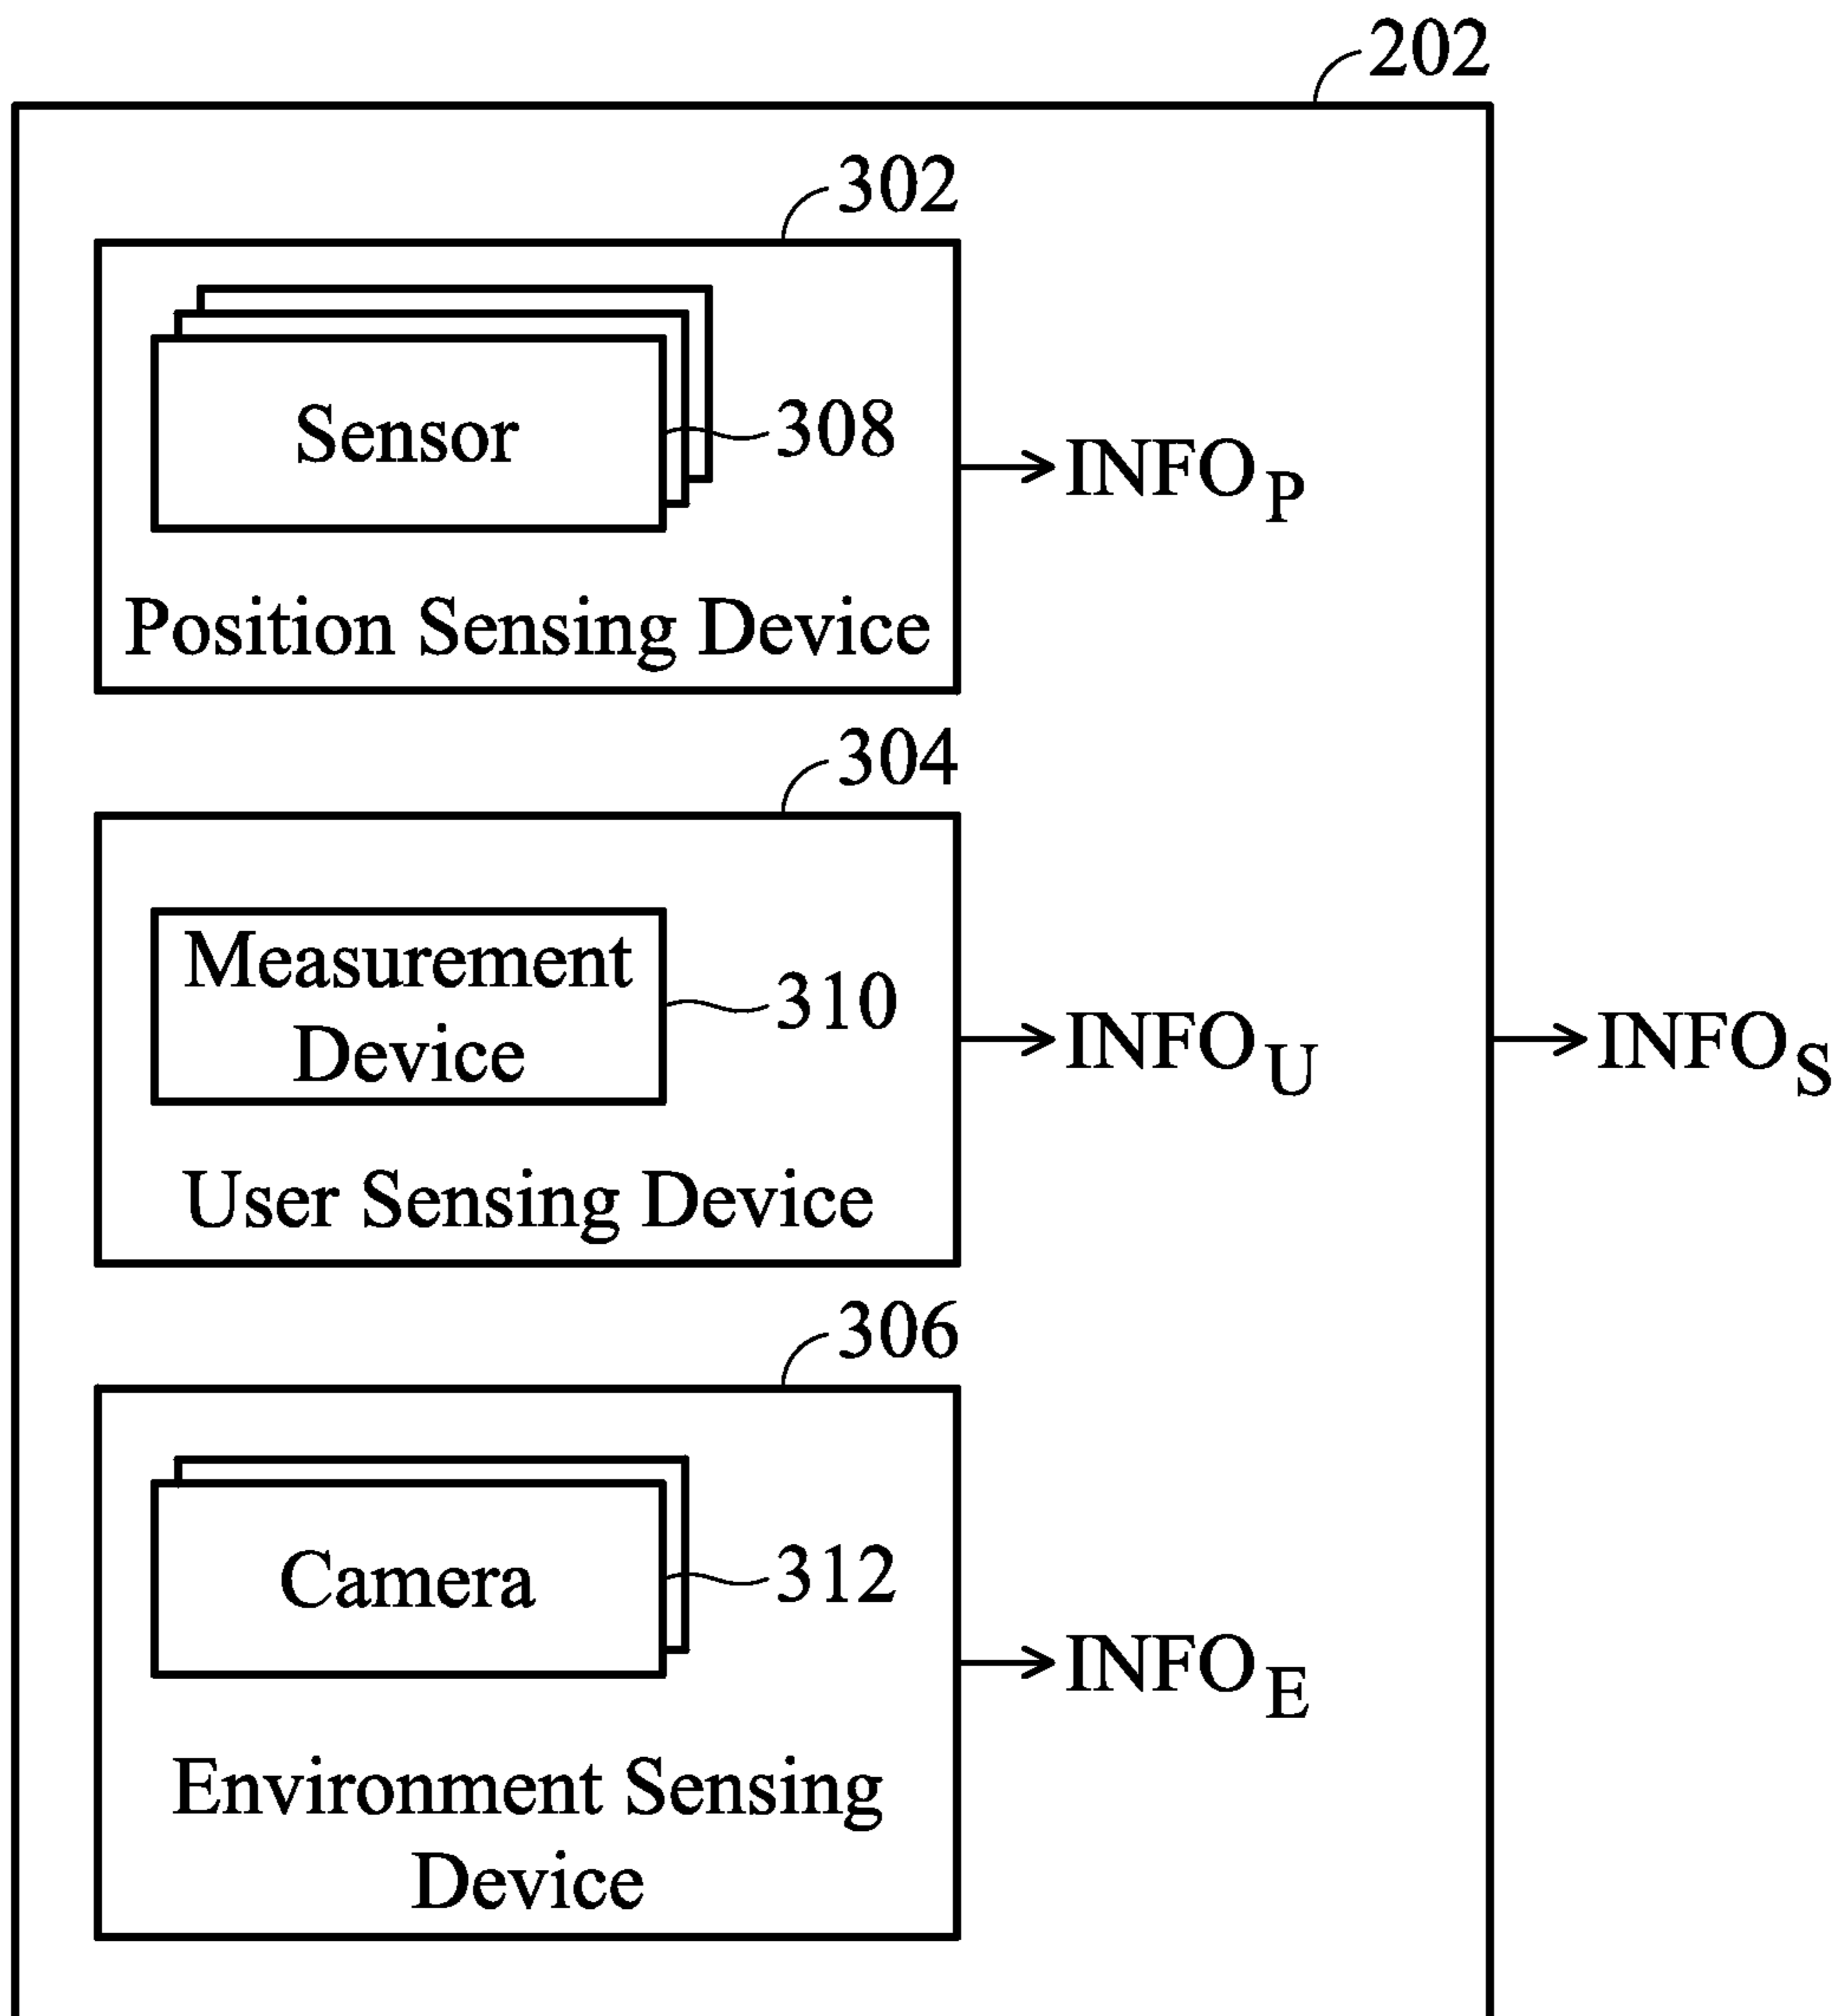 202
302
Sensor
308
INFOP
Position Sensing Device
304
Measurement
Device
310
INFOU
INFOS
User Sensing Device
306
Camera
312
INFOE
Environment Sensing
Device